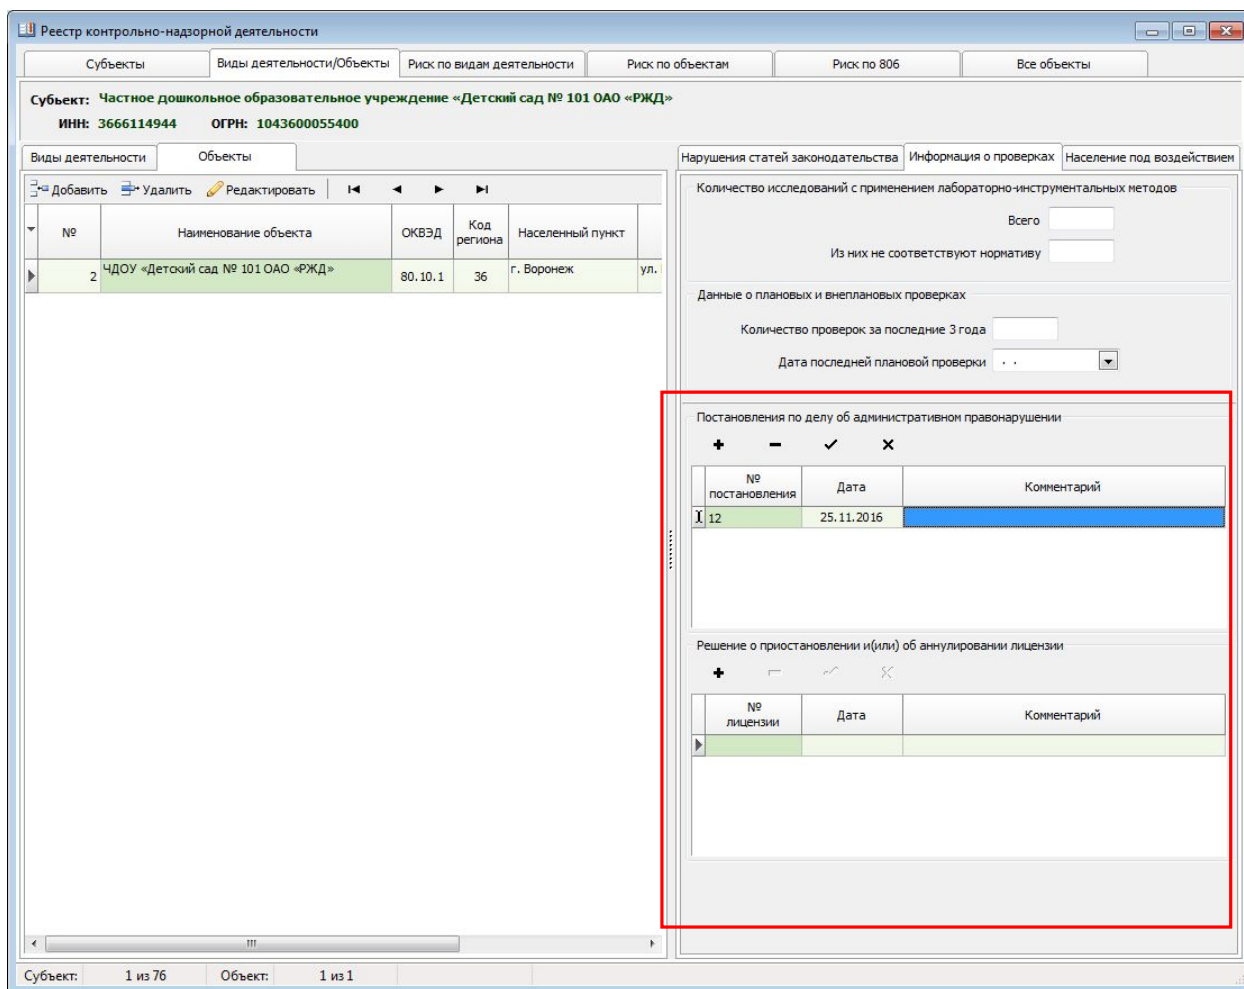 Реестр контрольно-надзорной деятельности
Субъекты Виды деятельности/Объекты Риск по видам деятельности Риск по объектам Риск по 806 Все объекты
Субъект: Частное дошкольное образовательное учреждение «Детский сад № 101 ОАО «РЖД»
ИНН: 3666114944 ОГРН: 1043600055400
Виды деятельности Объекты
Добавить Удалить Редактировать
№ Наименование объекта ОКВЭД Код региона Населенный пункт
2 ЧДОУ «Детский сад № 101 ОАО «РЖД» 80.10.1 36 г. Воронеж ул.
Нарушения статей законодательства Информация о проверках Население под воздействием
Количество исследований с применением лабораторно-инструментальных методов
Всего
Из них не соответствуют нормативу
Данные о плановых и внеплановых проверках
Количество проверок за последние 3 года
Дата последней плановой проверки . .
Постановления по делу об административном правонарушении
№ постановления Дата Комментарий
12 25.11.2016
Решение о приостановлении и(или) об аннулировании лицензии
№ лицензии Дата Комментарий
Субъект: 1 из 76 Объект: 1 из 1